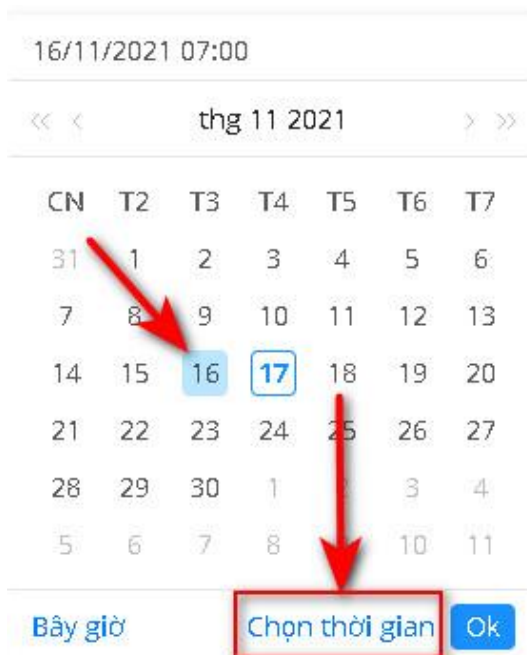 16/11/2021 07:00
<< < thg 11 2021 > >>
CN T2 T3 T4 T5 T6 T7
31 1 2 3 4 5 6
7 8 9 10 11 12 13
14 15 16 17 18 19 20
21 22 23 24 25 26 27
28 29 30 1 2 3 4
5 6 7 8 10 11
Bây giờ Chọn thời gian Ok